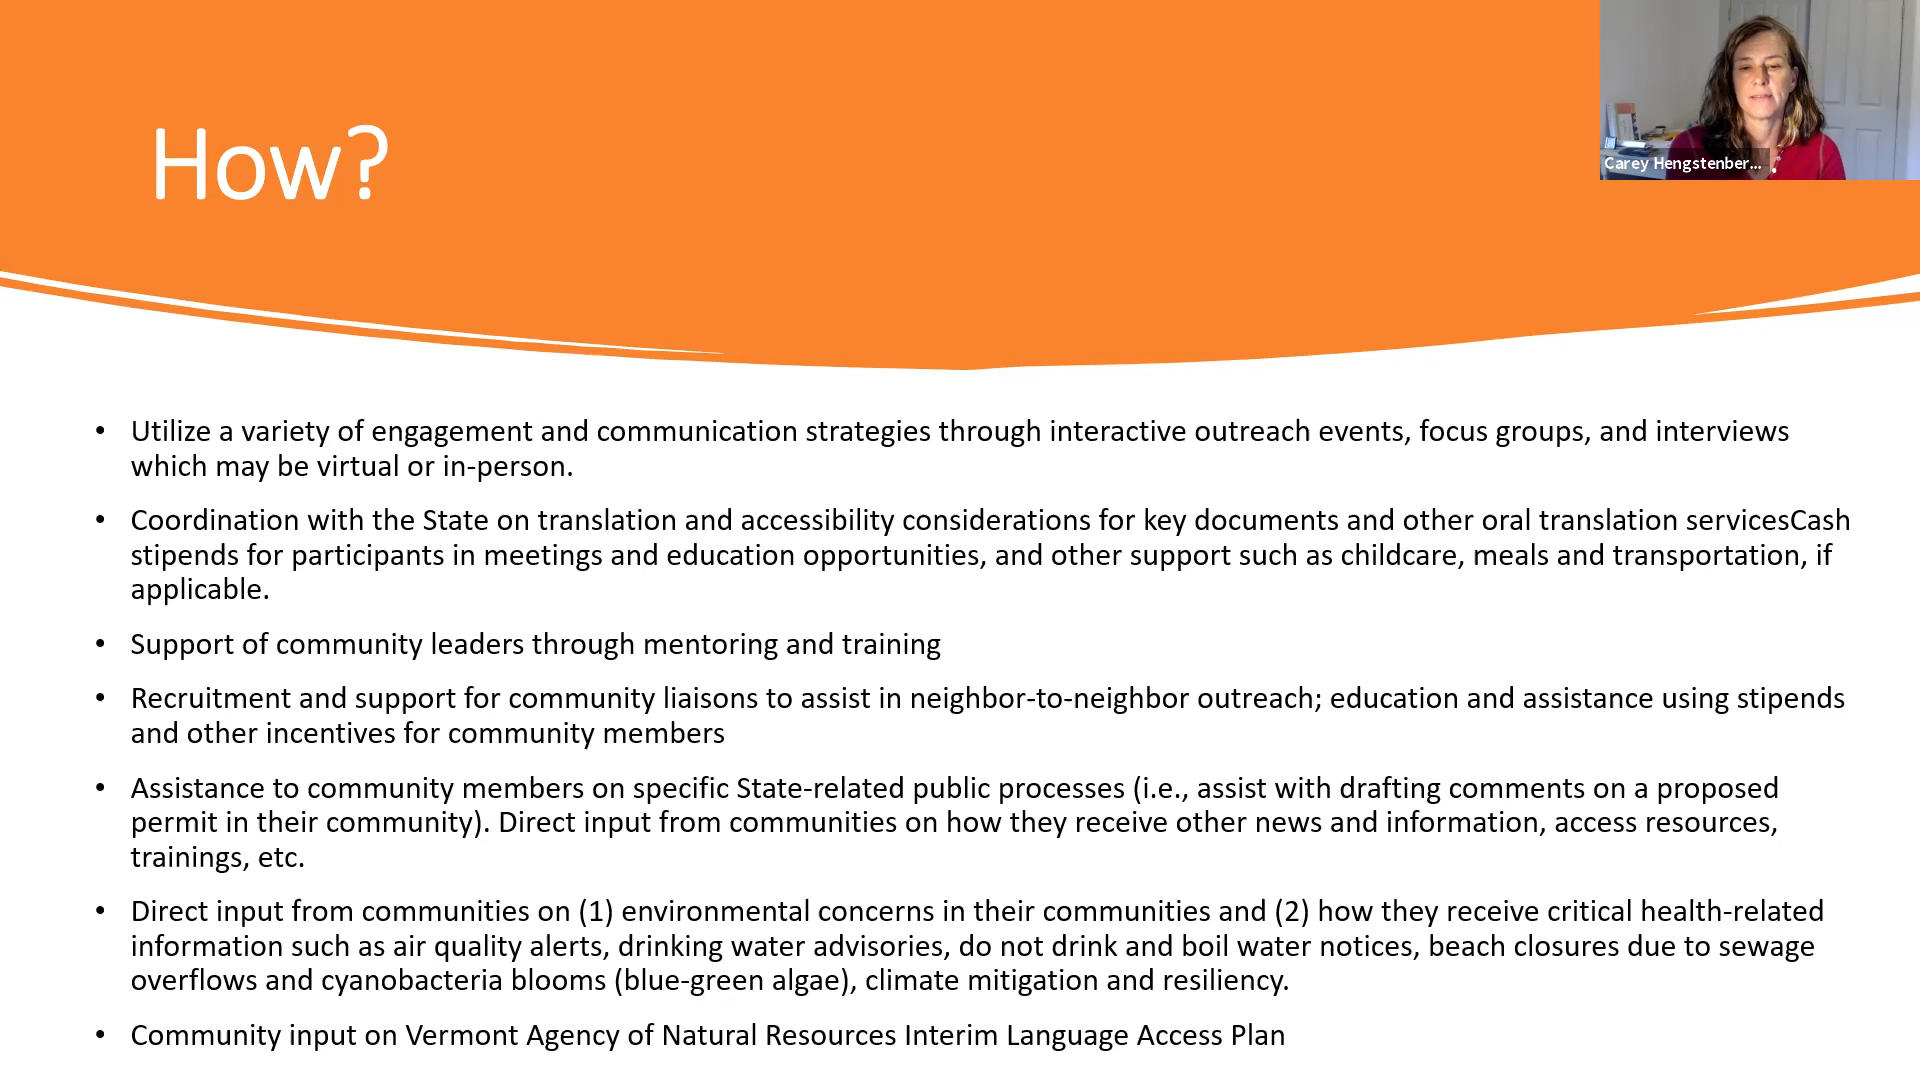 How?
Carey Hengstenber...
• Utilize a variety of engagement and communication strategies through interactive outreach events, focus groups, and interviews
which may be virtual or in-person.
• Coordination with the State on translation and accessibility considerations for key documents and other oral translation servicesCash
stipends for participants in meetings and education opportunities, and other support such as childcare, meals and transportation, if
applicable.
• Support of community leaders through mentoring and training
• Recruitment and support for community liaisons to assist in neighbor-to-neighbor outreach; education and assistance using stipends
and other incentives for community members
• Assistance to community members on specific State-related public processes (i.e., assist with drafting comments on a proposed
permit in their community). Direct input from communities on how they receive other news and information, access resources,
trainings, etc.
• Direct input from communities on (1) environmental concerns in their communities and (2) how they receive critical health-related
information such as air quality alerts, drinking water advisories, do not drink and boil water notices, beach closures due to sewage
overflows and cyanobacteria blooms (blue-green algae), climate mitigation and resiliency.
• Community input on Vermont Agency of Natural Resources Interim Language Access Plan